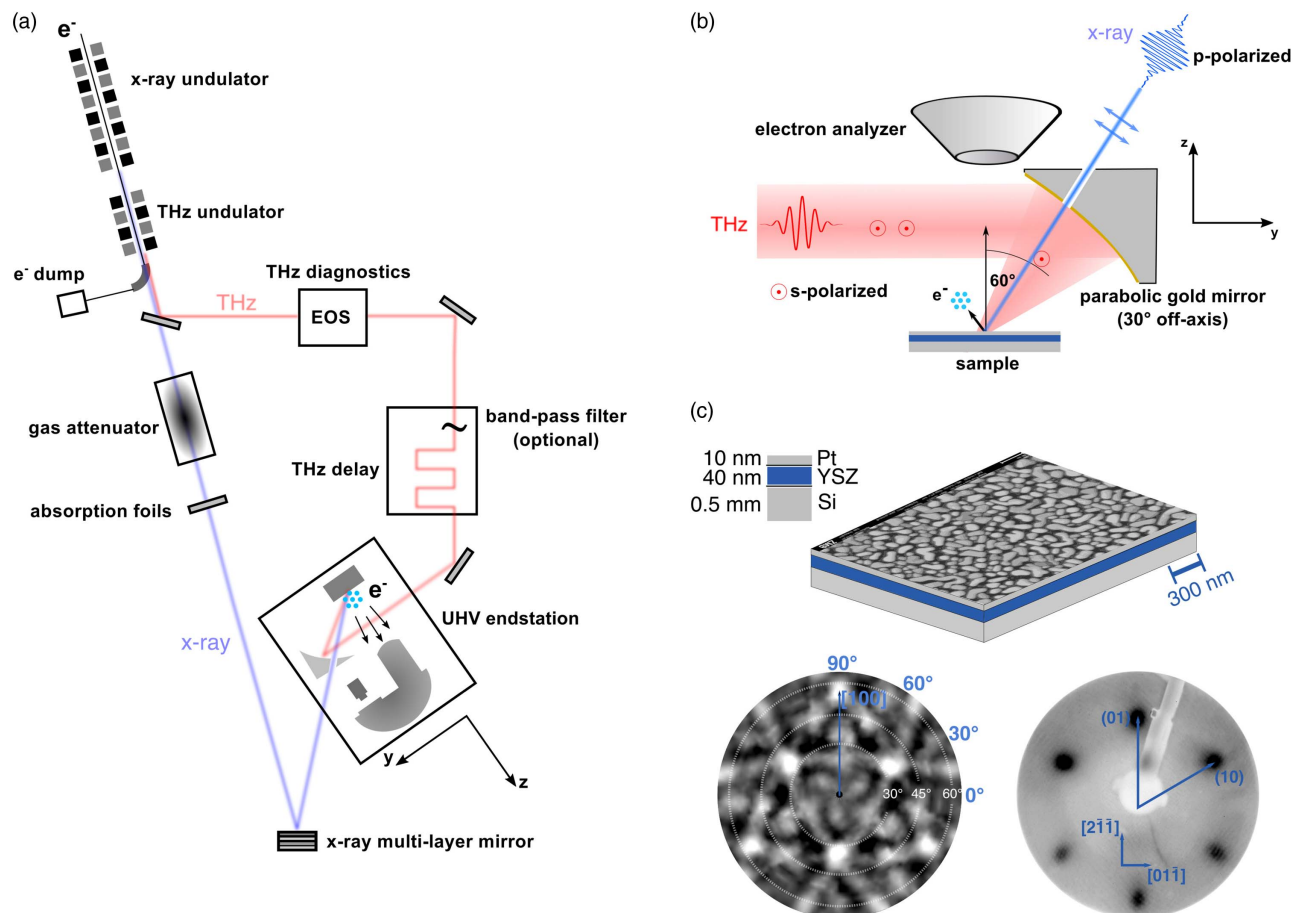 (a)
e-
x-ray undulator
THz undulator
e- dump
THz diagnostics
THz
EOS
gas attenuator
band-pass filter
(optional)
~
THz delay
absorption foils
e-
UHV endstation
x-ray
y
z
x-ray multi-layer mirror
(b)
x-ray
p-polarized
electron analyzer
z
y
THz
60°
s-polarized
e-
parabolic gold mirror
(30° off-axis)
sample
(c)
10 nm Pt
40 nm YSZ
0.5 mm Si
300 nm
90°
60°
[100]
30°
30° 45° 60° 0°
(01)
(10)
[21̄1̄]
[011̄]